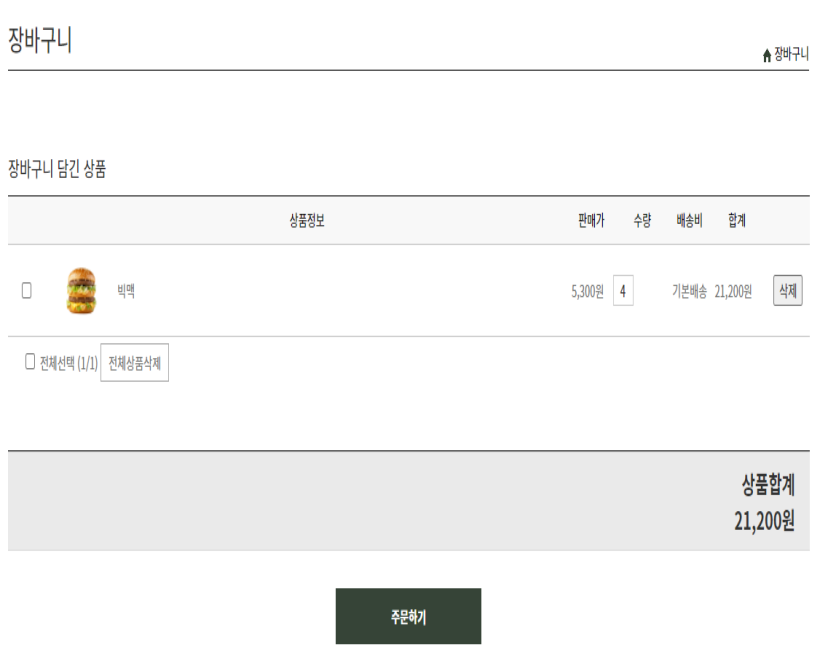 장바구니
장바구니
장바구니 담긴 상품
상품정보 판매가 수량 배송비 합계
빅맥 5,300원 4 기본배송 21,200원 삭제
전체선택 (1/1) 전체상품삭제
상품합계
21,200원
주문하기